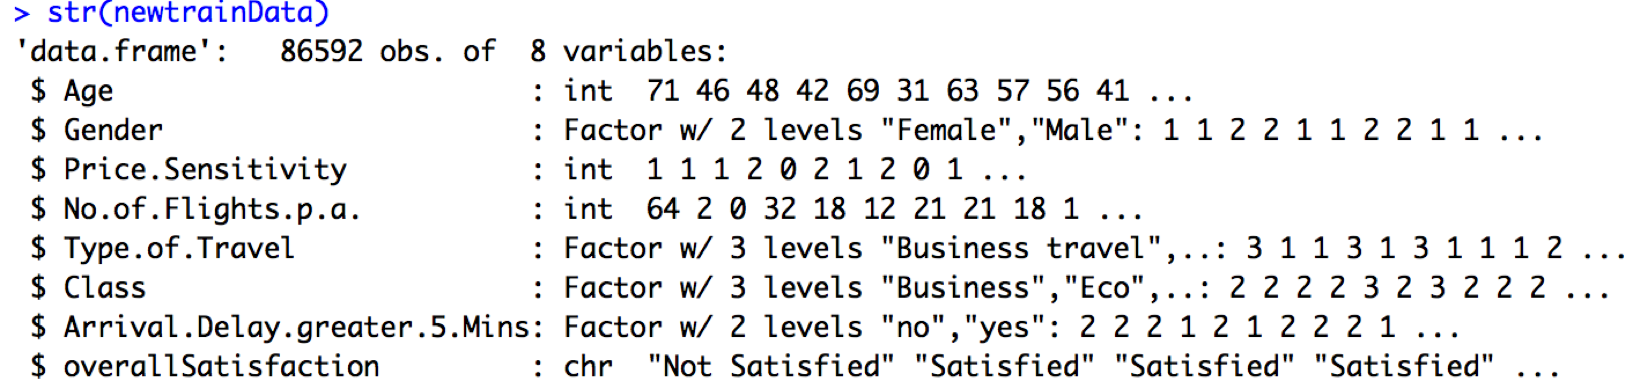 > str(newtrainData)
'data.frame':   86592 obs. of  8 variables:
 $ Age                         : int  71 46 48 42 69 31 63 57 56 41 ...
 $ Gender                      : Factor w/ 2 levels "Female","Male": 1 1 2 2 1 1 2 2 1 1 ...
 $ Price.Sensitivity           : int  1 1 1 2 0 2 1 2 0 1 ...
 $ No.of.Flights.p.a.          : int  64 2 0 32 18 12 21 21 18 1 ...
 $ Type.of.Travel              : Factor w/ 3 levels "Business travel",..: 3 1 1 3 1 3 1 1 1 2 ...
 $ Class                       : Factor w/ 3 levels "Business","Eco",..: 2 2 2 2 3 2 3 2 2 2 ...
 $ Arrival.Delay.greater.5.Mins: Factor w/ 2 levels "no","yes": 2 2 2 1 2 1 2 2 2 1 ...
 $ overallSatisfaction         : chr  "Not Satisfied" "Satisfied" "Satisfied" "Satisfied" ...